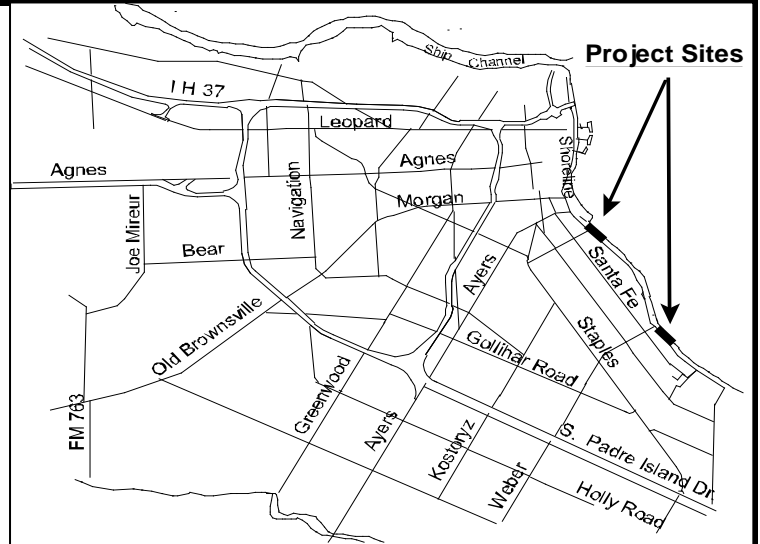 Ship Channel
Project Sites
I H 37
Leopard
Shoreline
Agnes
Agnes
Navigation
Morgan
Joe Mireur
Bear
Ayers
Santa Fe
Old Brownsville
Staples
Gollihar Road
Greenwood
FM 763
Ayers
Kostoryz
Weber
S. Padre Island Dr.
Holly Road